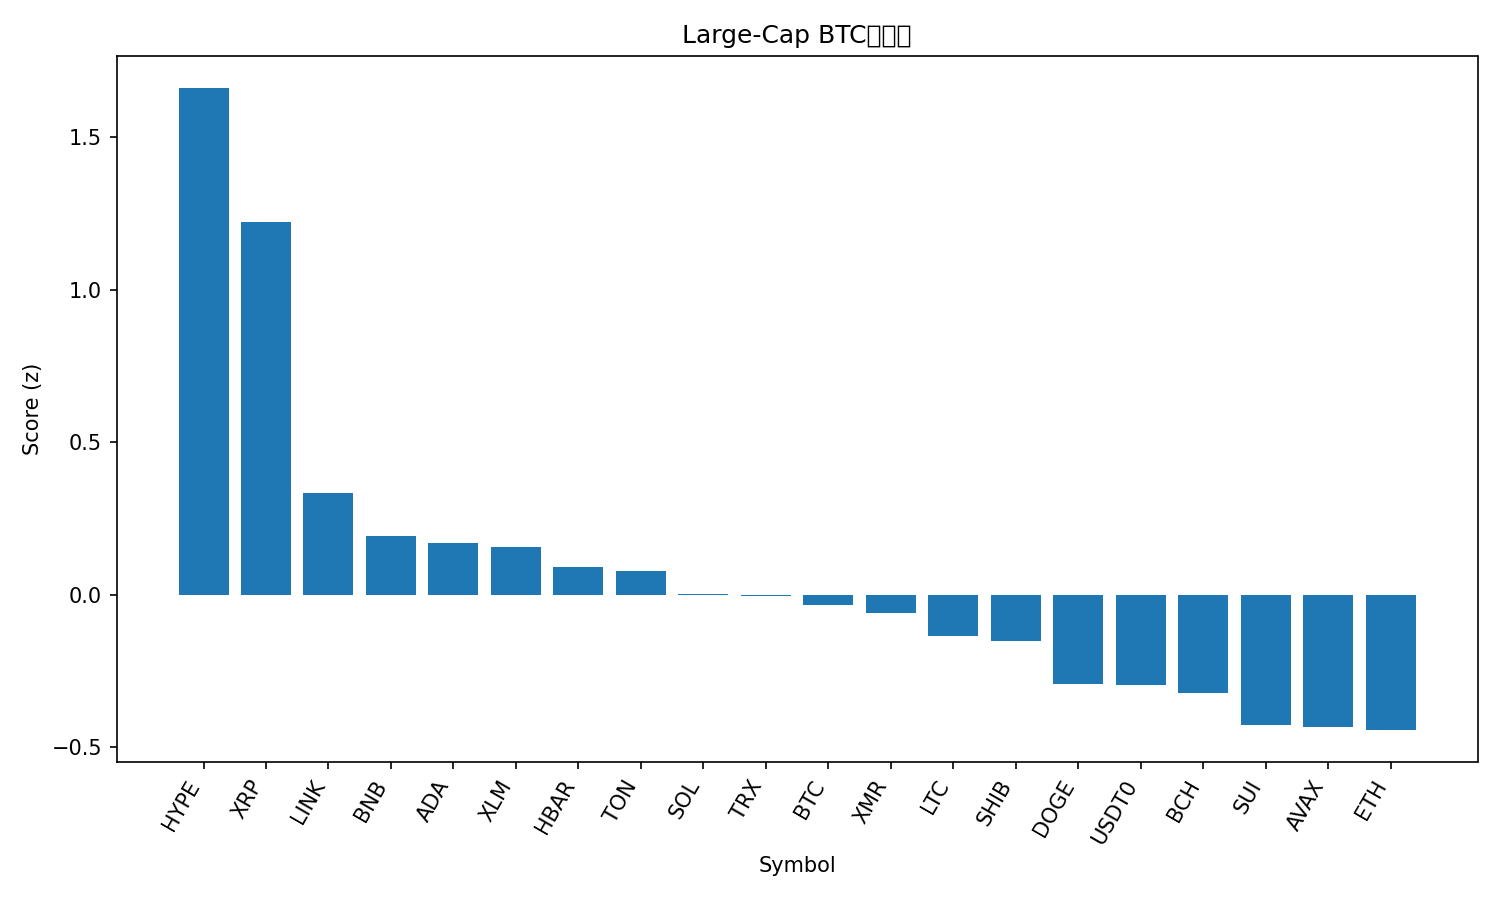 Large-Cap BTC
Score (z)
1.5
1.0
0.5
0.0
−0.5
HYPE
XRP
LINK
BNB
ADA
XLM
HBAR
TON
SOL
TRX
BTC
XMR
LTC
SHIB
DOGE
USDT0
BCH
SUI
AVAX
ETH
Symbol